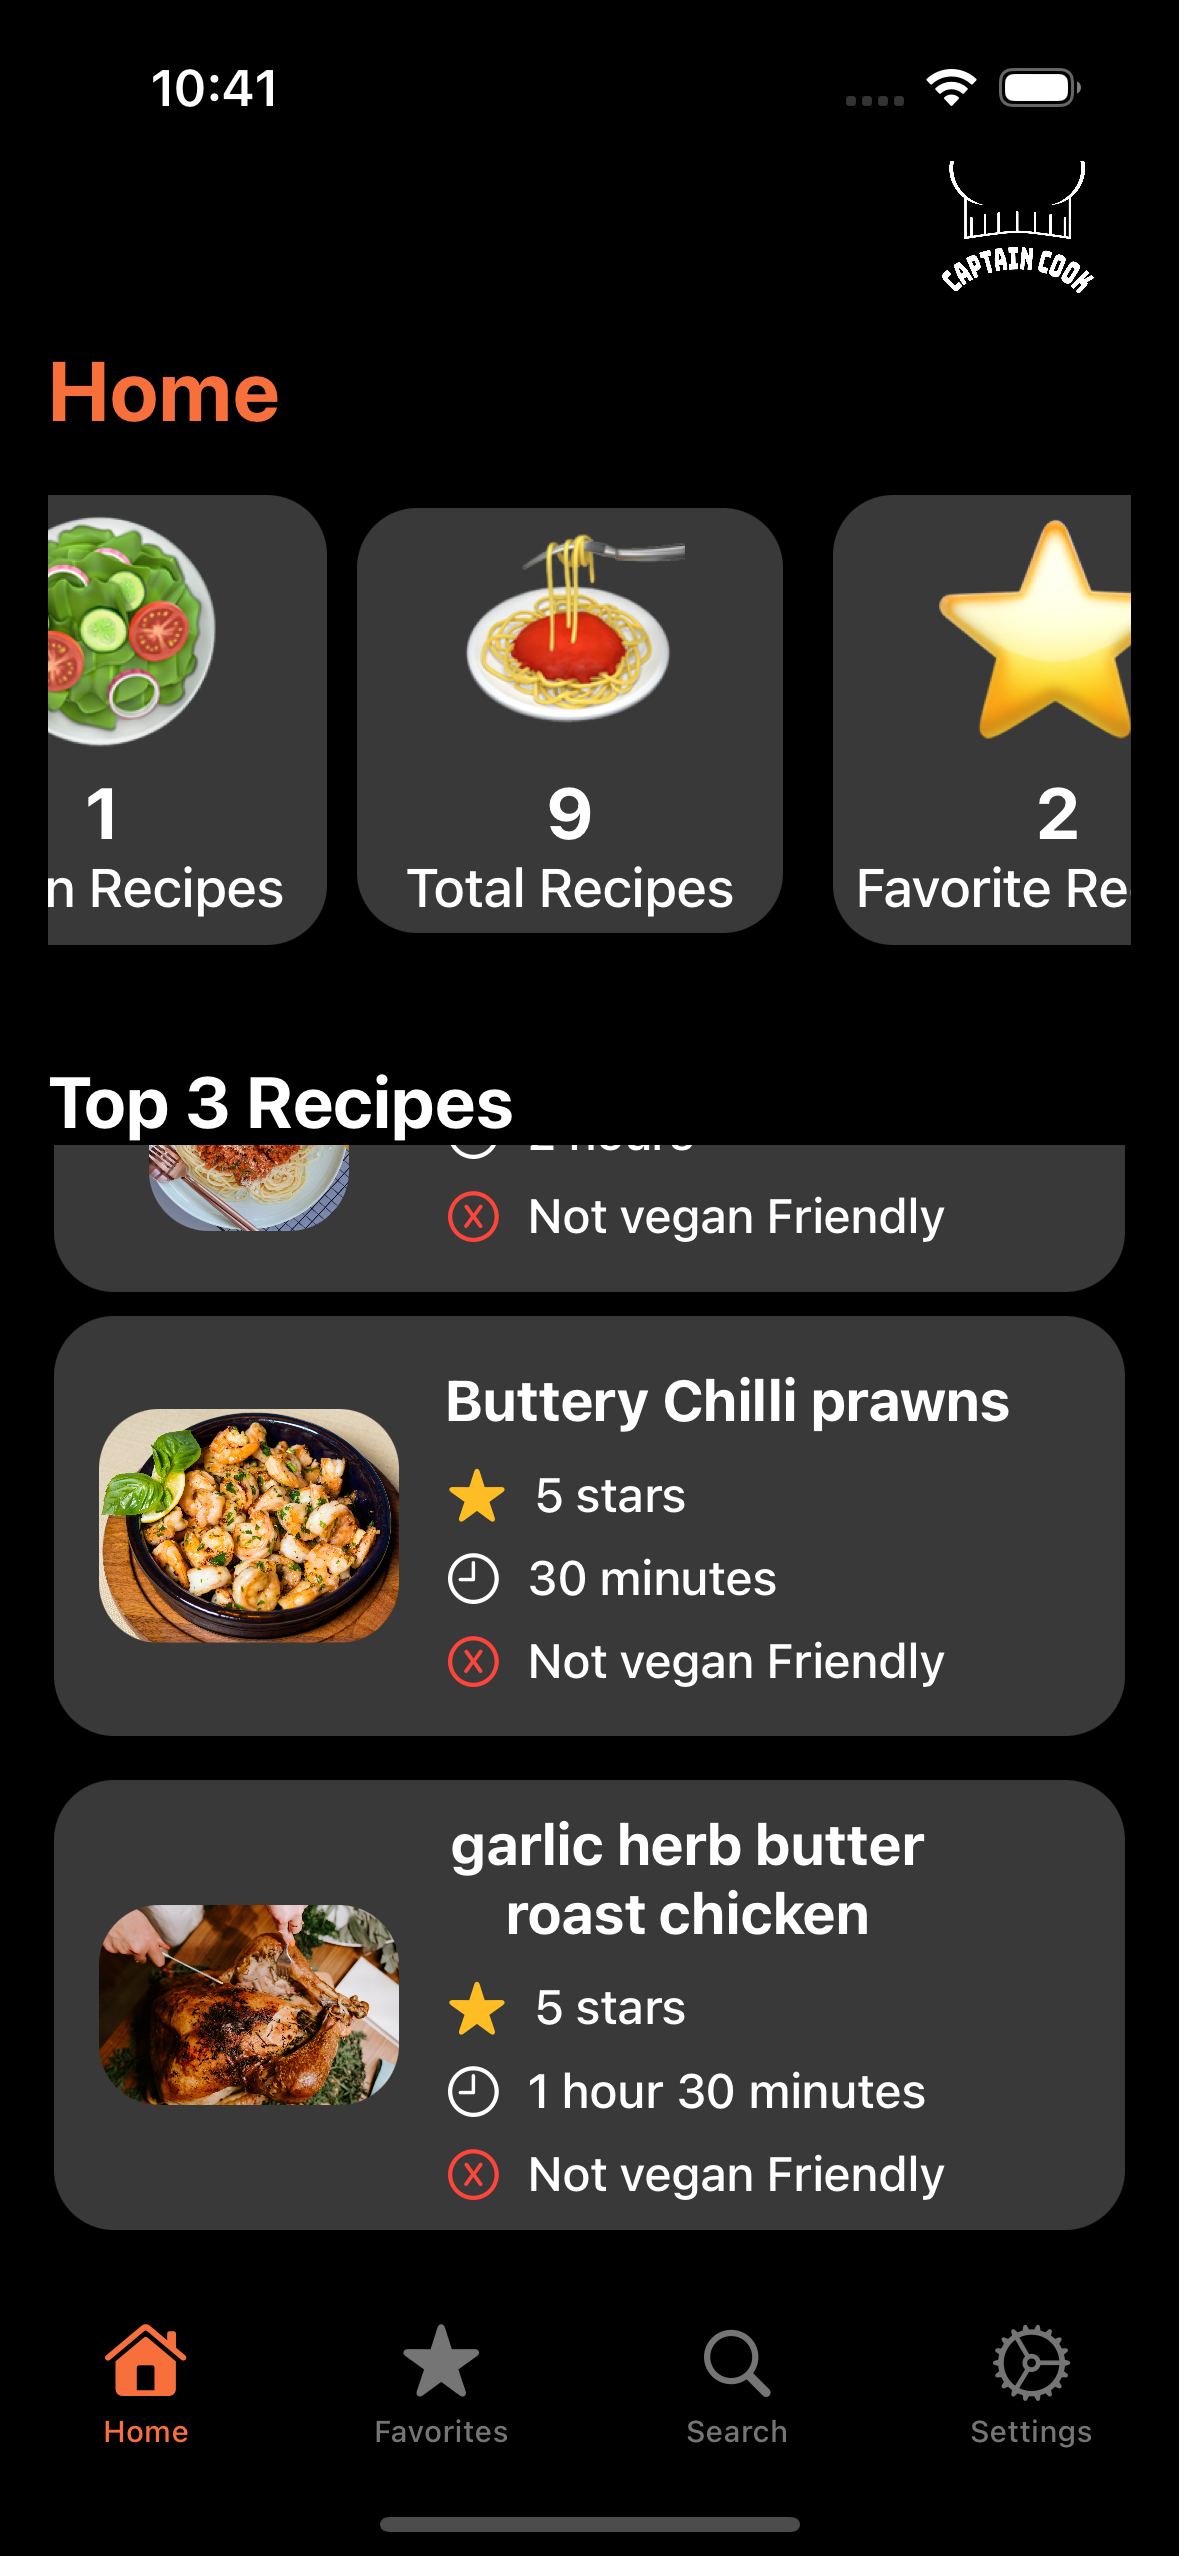 10:41
CAPTAIN COOK
Home
1
n Recipes
9
Total Recipes
2
Favorite Re
Top 3 Recipes
2 hours
Not vegan Friendly
Buttery Chilli prawns
5 stars
30 minutes
Not vegan Friendly
garlic herb butter
roast chicken
5 stars
1 hour 30 minutes
Not vegan Friendly
Home
Favorites
Search
Settings